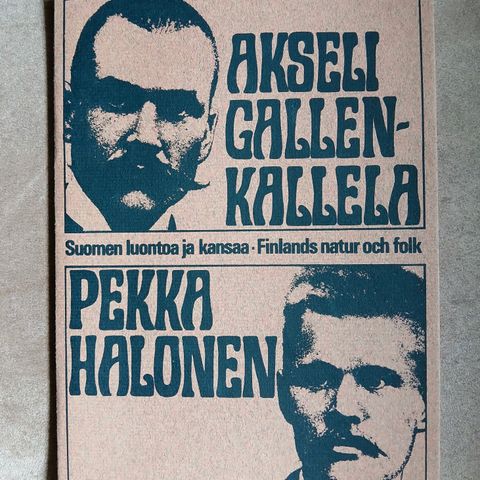 AKSELI
GALLEN-
KALLELA
Suomen luontoa ja kansaa · Finlands natur och folk
PEKKA
HALONEN